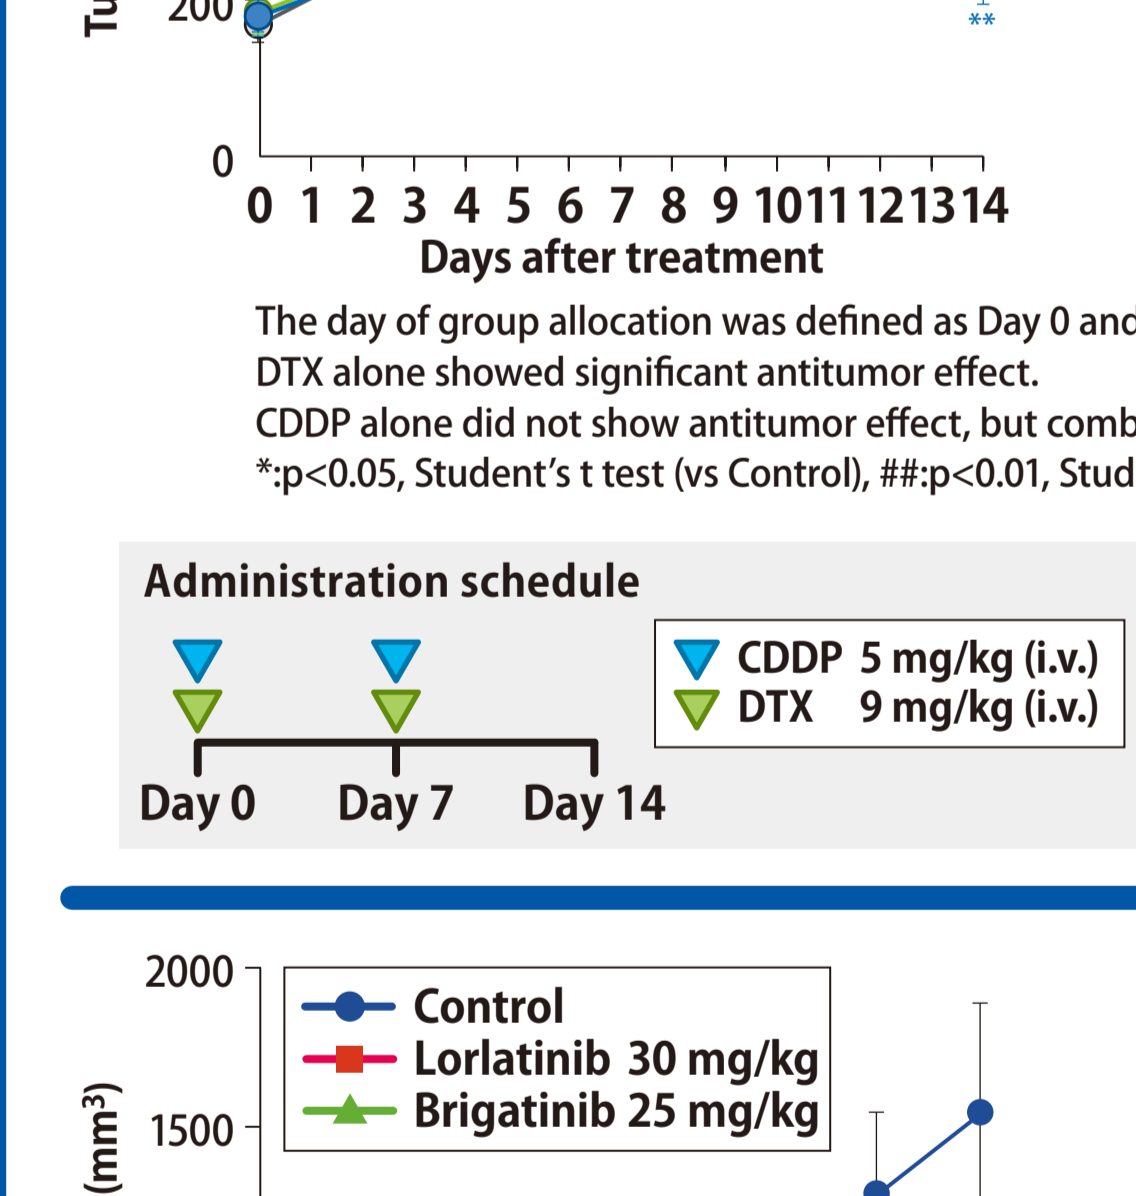 Tu
200
**
0
0 1 2 3 4 5 6 7 8 9 10 11 12 13 14
Days after treatment
The day of group allocation was defined as Day 0 and
DTX alone showed significant antitumor effect.
CDDP alone did not show antitumor effect, but comb
*:p<0.05, Student's t test (vs Control), ##:p<0.01, Stud
Administration schedule
CDDP 5 mg/kg (i.v.)
DTX 9 mg/kg (i.v.)
Day 0 Day 7 Day 14
2000
Control
Lorlatinib 30 mg/kg
Brigatinib 25 mg/kg
1500
(mm³)